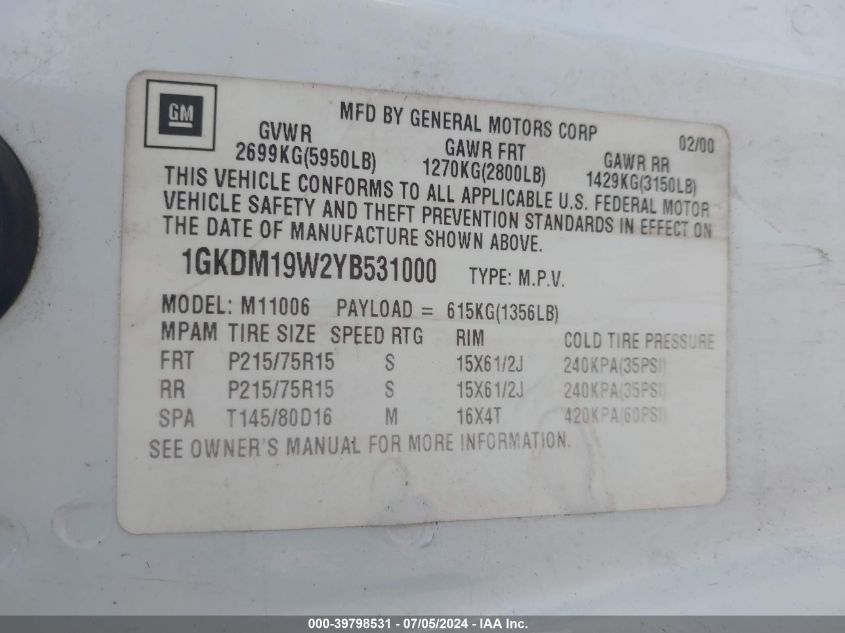 GM
MFD BY GENERAL MOTORS CORP 02/00
GVWR GAWR FRT GAWR RR
2699KG(5950LB) 1270KG(2800LB) 1429KG(3150LB)
THIS VEHICLE CONFORMS TO ALL APPLICABLE U.S. FEDERAL MOTOR
VEHICLE SAFETY AND THEFT PREVENTION STANDARDS IN EFFECT ON
THE DATE OF MANUFACTURE SHOWN ABOVE.
1GKDM19W2YB531000 TYPE: M.P.V.
MODEL: M11006 PAYLOAD = 615KG(1356LB)
MPAM TIRE SIZE SPEED RTG RIM COLD TIRE PRESSURE
FRT P215/75R15 S 15X61/2J 240KPA(35PSI)
RR P215/75R15 S 15X61/2J 240KPA(35PSI)
SPA T145/80D16 M 16X4T 420KPA(60PSI)
SEE OWNER'S MANUAL FOR MORE INFORMATION.
000-39798531 - 07/05/2024 - IAA Inc.